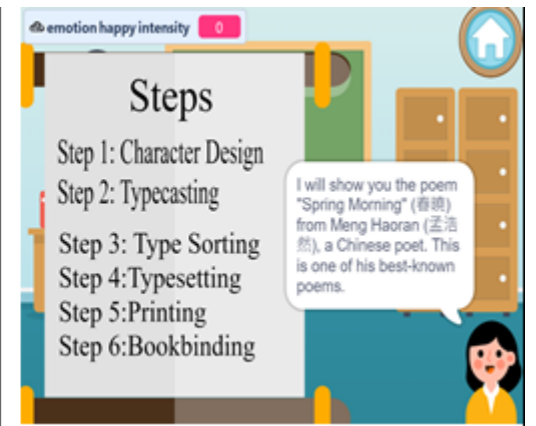 emotion happy intensity 0
Steps
Step 1: Character Design
Step 2: Typecasting
Step 3: Type Sorting
Step 4:Typesetting
Step 5:Printing
Step 6:Bookbinding
I will show you the poem
"Spring Morning" (春曉)
from Meng Haoran (孟浩
然), a Chinese poet. This
is one of his best-known
poems.